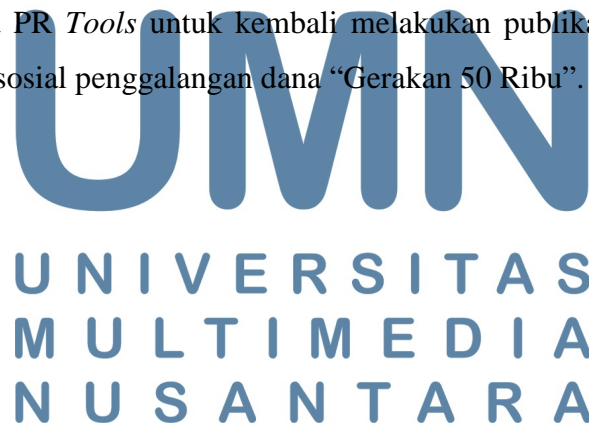 PR Tools untuk kembali melakukan publika
sosial penggalangan dana “Gerakan 50 Ribu”.
UMN
UNIVERSITAS
MULTIMEDIA
NUSANTARA